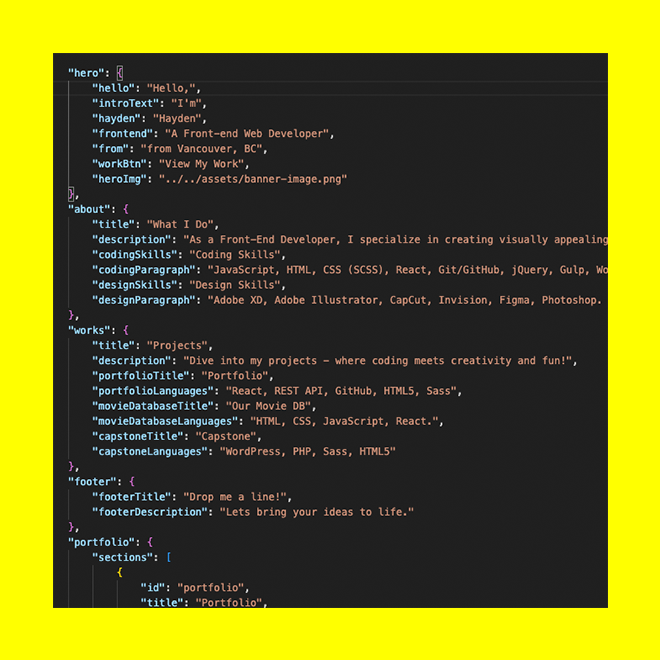 "hero": {
"hello": "Hello,",
"introText": "I'm",
"hayden": "Hayden",
"frontend": "A Front-end Web Developer",
"from": "from Vancouver, BC",
"workBtn": "View My Work",
"heroImg": "../../assets/banner-image.png"
},
"about": {
"title": "What I Do",
"description": "As a Front-End Developer, I specialize in creating visually appealing
"codingSkills": "Coding Skills",
"codingParagraph": "JavaScript, HTML, CSS (SCSS), React, Git/GitHub, jQuery, Gulp, Wo
"designSkills": "Design Skills",
"designParagraph": "Adobe XD, Adobe Illustrator, CapCut, Invision, Figma, Photoshop.
},
"works": {
"title": "Projects",
"description": "Dive into my projects – where coding meets creativity and fun!",
"portfolioTitle": "Portfolio",
"portfolioLanguages": "React, REST API, GitHub, HTML5, Sass",
"movieDatabaseTitle": "Our Movie DB",
"movieDatabaseLanguages": "HTML, CSS, JavaScript, React.",
"capstoneTitle": "Capstone",
"capstoneLanguages": "WordPress, PHP, Sass, HTML5"
},
"footer": {
"footerTitle": "Drop me a line!",
"footerDescription": "Lets bring your ideas to life."
},
"portfolio": {
"sections": [
{
"id": "portfolio",
"title": "Portfolio",